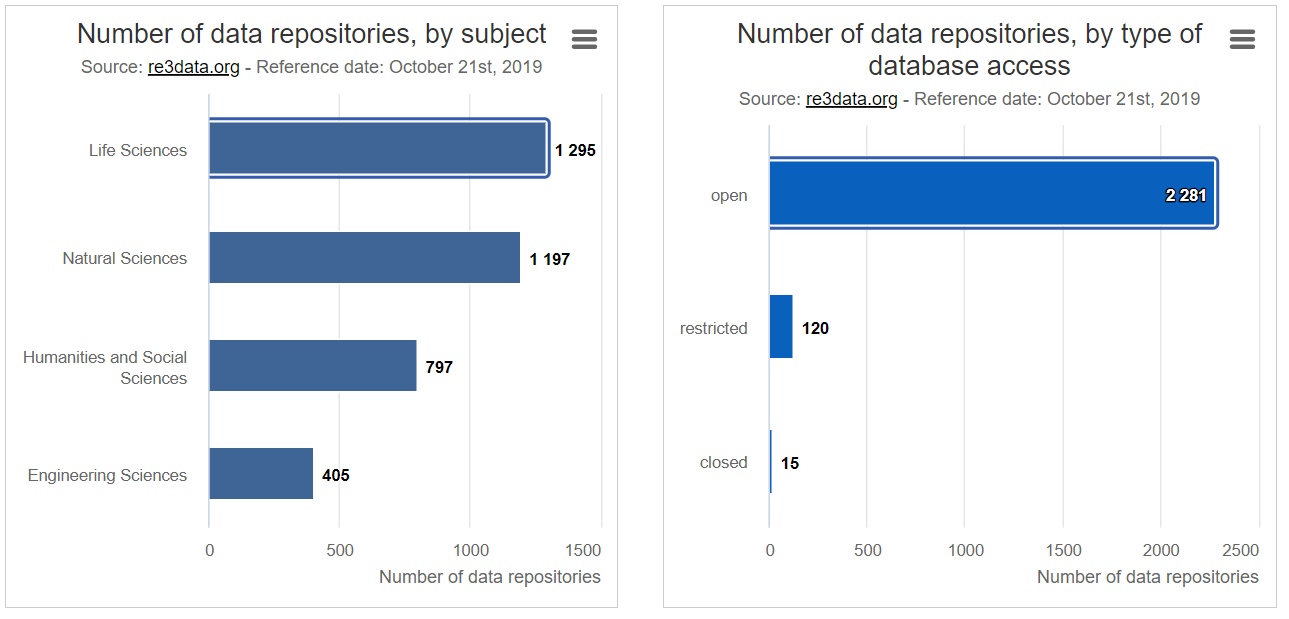 Number of data repositories, by subject
Source: re3data.org - Reference date: October 21st, 2019
Life Sciences
1 295
Natural Sciences
1 197
Humanities and Social
Sciences
797
Engineering Sciences
405
0 500 1000 1500
Number of data repositories
Number of data repositories, by type of
database access
Source: re3data.org - Reference date: October 21st, 2019
open
2 281
restricted
120
closed
15
0 500 1000 1500 2000 2500
Number of data repositories